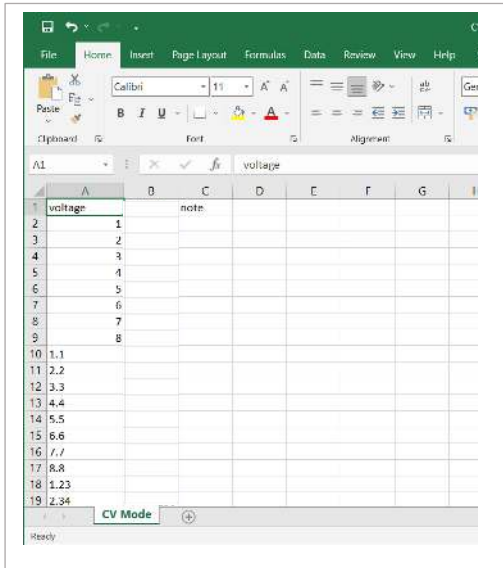 C
File Home Insert Page Layout Formulas Data Review View Help
Calibri 11 A A ab Ger
Paste B I U A
Clipboard Font Alignment
A1 fx voltage
A B C D E F G
1 voltage note
2 1
3 2
4 3
5 4
6 5
7 6
8 7
9 8
10 1.1
11 2.2
12 3.3
13 4.4
14 5.5
15 6.6
16 7.7
17 8.8
18 1.23
19 2.34
CV Mode
Ready